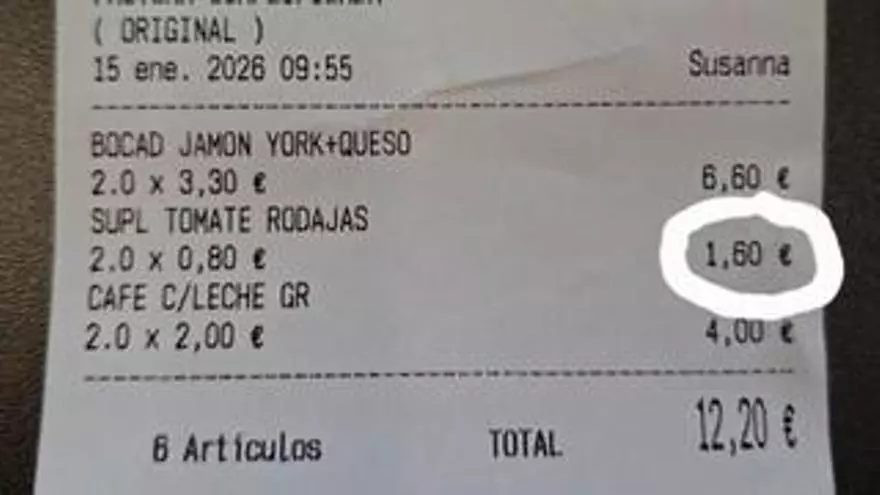 ( ORIGINAL )
15 ene. 2026 09:55 Susanna
BOCAD JAMON YORK+QUESO
2.0 x 3,30 € 6,60 €
SUPL TOMATE RODAJAS
2.0 x 0,80 € 1,60 €
CAFE C/LECHE GR
2.0 x 2,00 € 4,00 €
6 Artículos TOTAL 12,20 €